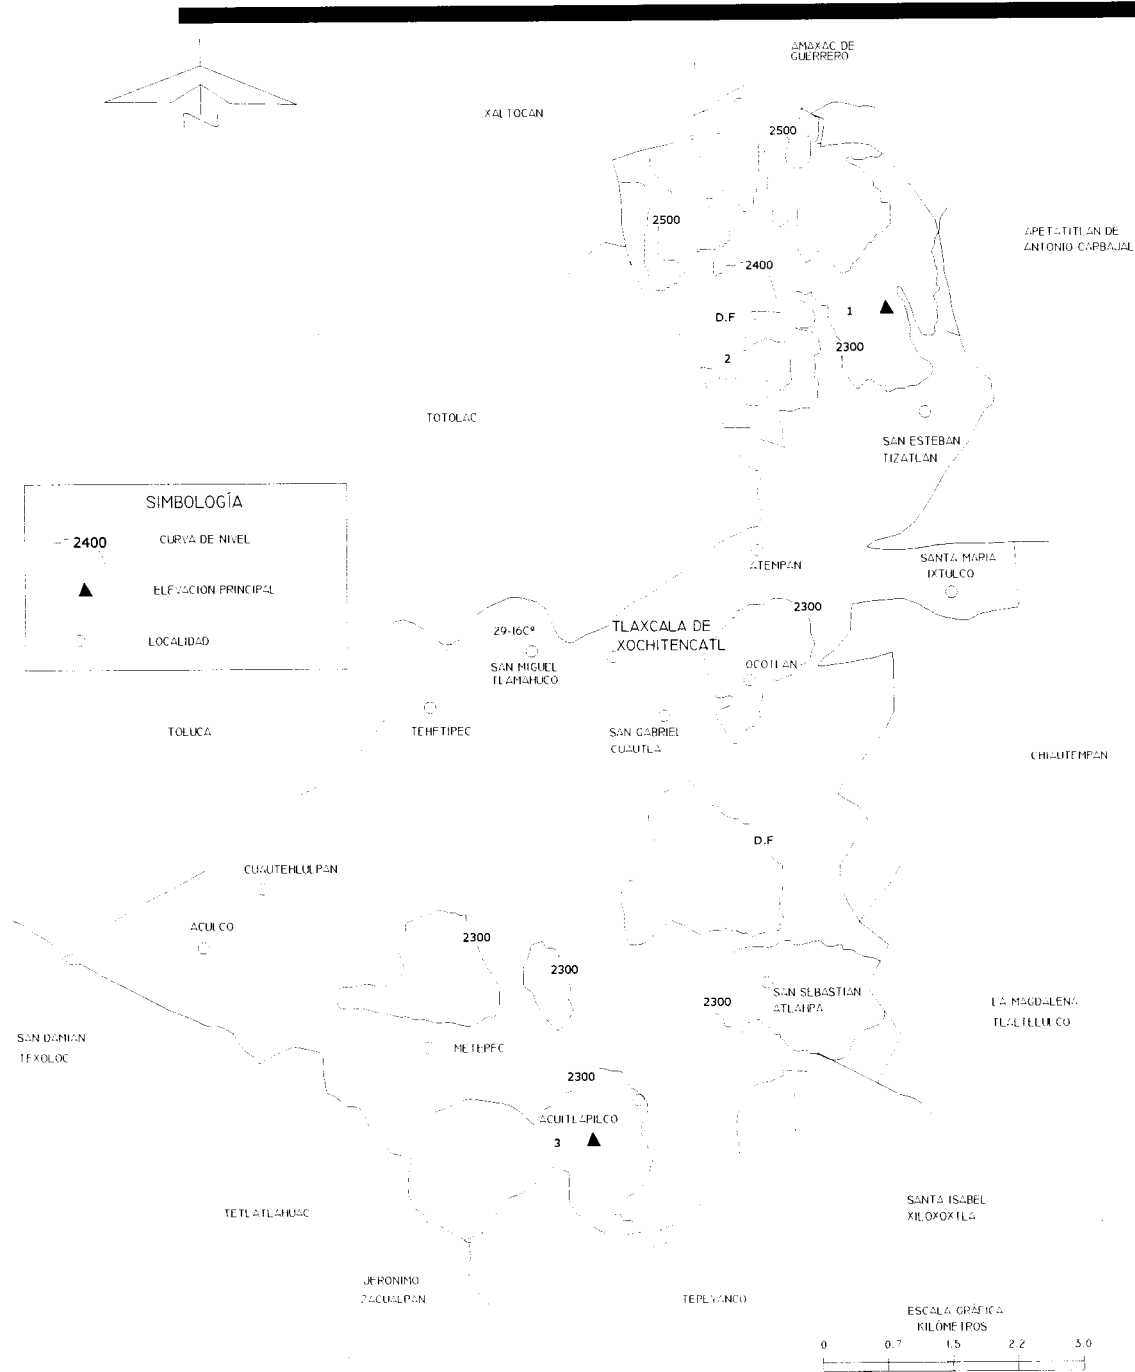 AMAXAC DE
GUERRERO
XALTOCAN
2500
2500
APETATITLAN DE
ANTONIO CARBAJAL
2400
D.F
1
2300
2
TOTOLAC
SAN ESTEBAN
TIZATLAN
SIMBOLOGÍA
2400
CURVA DE NIVEL
ELEVACION PRINCIPAL
LOCALIDAD
ATEMPAN
SANTA MARIA
IXTULCO
2300
29-16Cº
TLAXCALA DE
XOCHITENCATL
SAN MIGUEL
TLAMAHUCO
OCOTLAN
TOLUCA
TEHETIPEC
SAN GABRIEL
CUAUTLA
CHIAUTEMPAN
D.F
CUAUTEHLULPAN
ACULCO
2300
2300
2300
SAN SEBASTIAN
ATLAHPA
LA MAGDALENA
TLALTELULCO
SAN DAMIAN
TEXOLOC
METEPEC
2300
ACUITLAPILCO
3
TETLATLAHUAC
SANTA ISABEL
XILOXOXTLA
JERONIMO
ZACUALPAN
TEPEYANCO
ESCALA GRÁFICA
KILÓMETROS
0 0.7 1.5 2.2 3.0